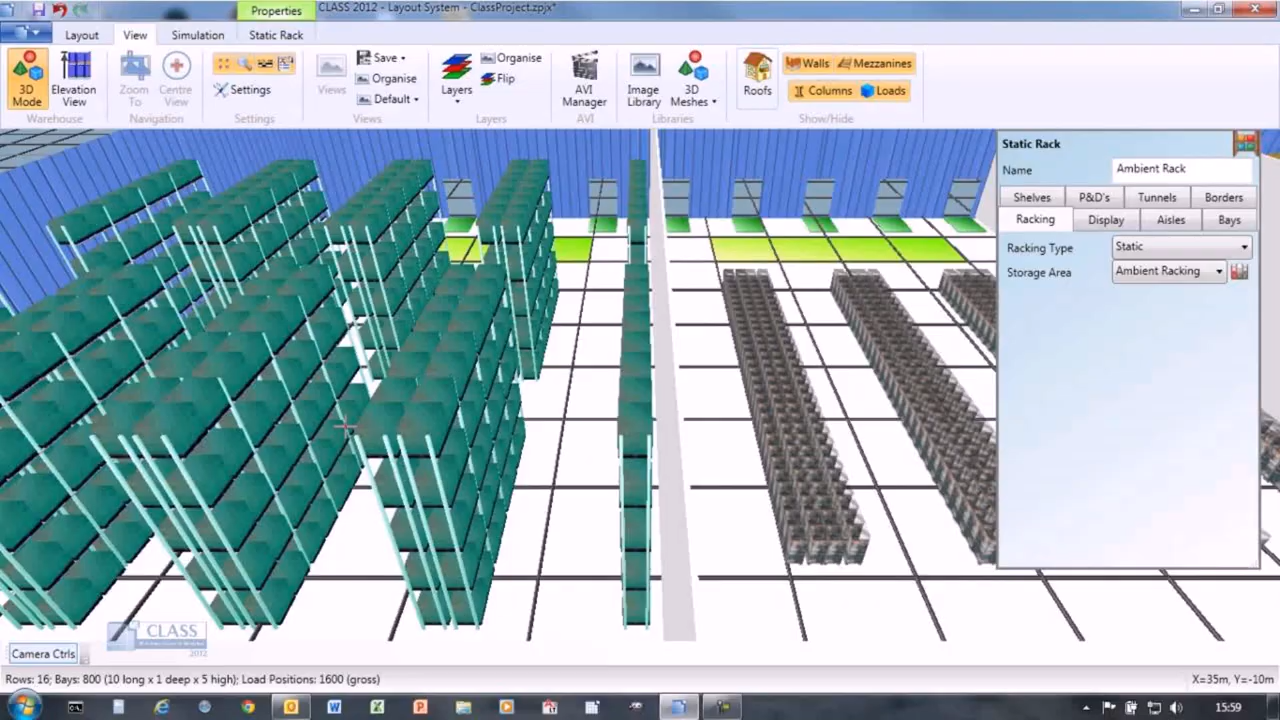 Properties
CLASS 2012 - Layout System - ClassProject.zpjx*
Layout
View
Simulation
Static Rack
3D Mode
Elevation View
Warehouse
Zoom To
Centre View
Navigation
Settings
Settings
Views
Save
Organise
Default
Views
Layers
Organise
Flip
Layers
AVI Manager
AVI
Image Library
3D Meshes
Libraries
Roofs
Walls
Mezzanines
Columns
Loads
Show/Hide
Static Rack
Name
Ambient Rack
Shelves
P&D's
Tunnels
Borders
Racking
Display
Aisles
Bays
Racking Type
Static
Storage Area
Ambient Racking
CLASS
2012
Camera Ctrls
Rows: 16; Bays: 800 (10 long x 1 deep x 5 high); Load Positions: 1600 (gross)
X=35m, Y=-10m
15:59